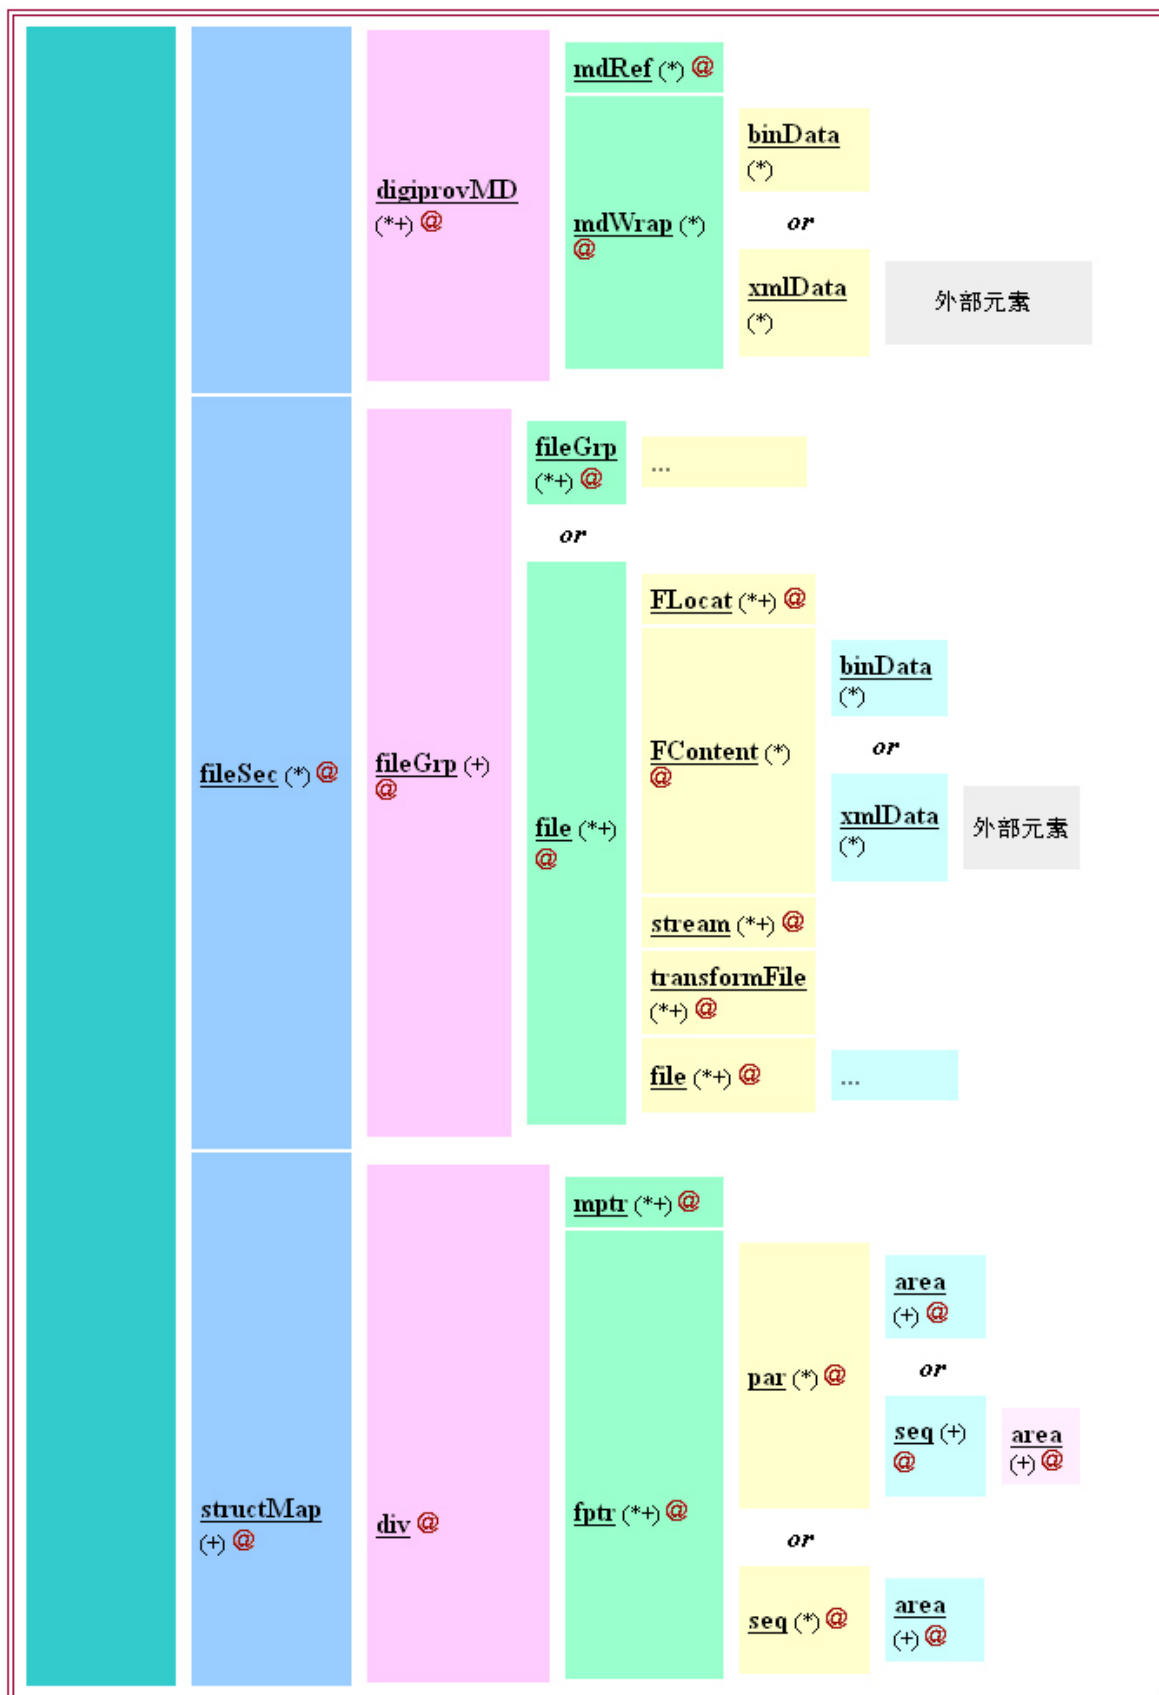 mdRef (*) @
binData
(*)
digiprovMD
(*+) @
mdWrap (*)
@
or
xmlData
(*)
外部元素
fileGrp
(*+) @
...
or
FLocat (*+) @
binData
(*)
fileSec (*) @
fileGrp (+)
@
FContent (*)
@
or
file (*+)
@
xmlData
(*)
外部元素
stream (*+) @
transformFile
(*+) @
file (*+) @
...
mptr (*+) @
area
(+) @
par (*) @
or
seq (+)
@
area
(+) @
structMap
(+) @
div @
fptr (*+) @
or
seq (*) @
area
(+) @